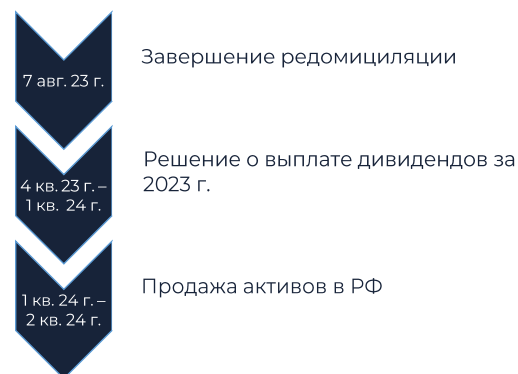 7 авг. 23 г.
Завершение редомициляции
4 кв. 23 г. –
1 кв. 24 г.
Решение о выплате дивидендов за
2023 г.
1 кв. 24 г. –
2 кв. 24 г.
Продажа активов в РФ